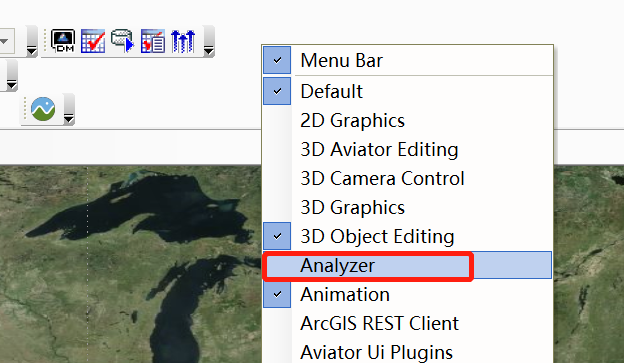 DM
Menu Bar
Default
2D Graphics
3D Aviator Editing
3D Camera Control
3D Graphics
3D Object Editing
Analyzer
Animation
ArcGIS REST Client
Aviator Ui Plugins